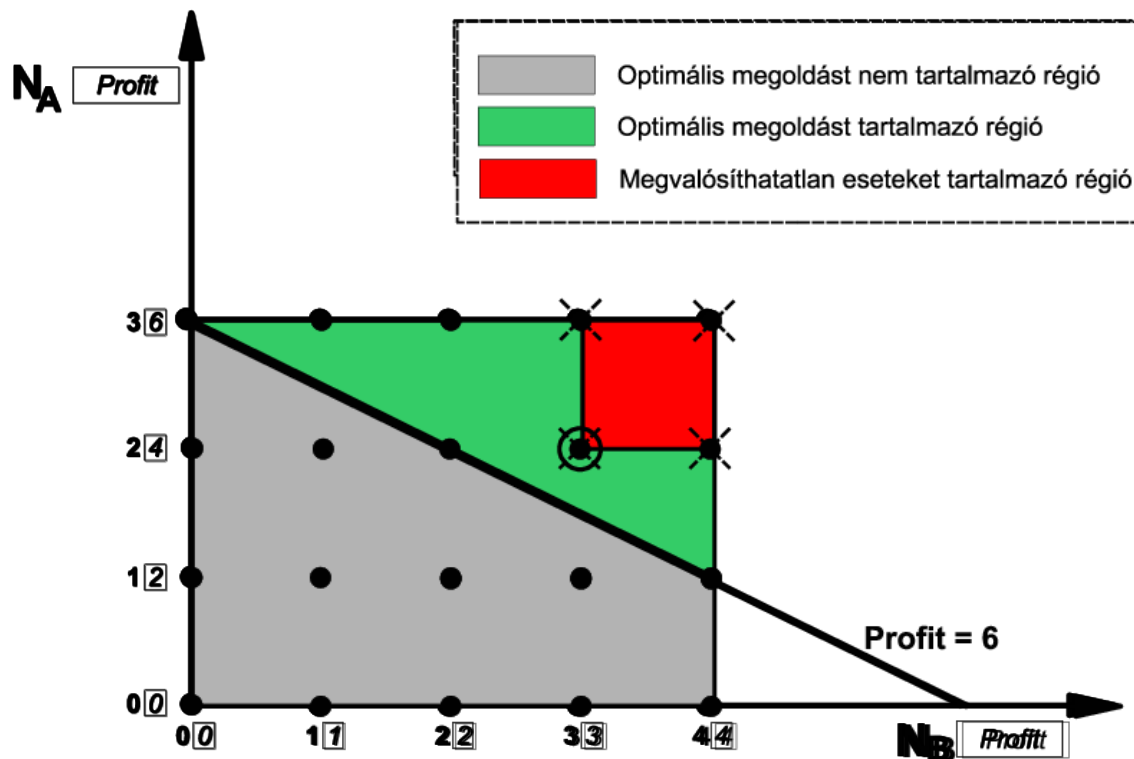 N_A Profit
Optimális megoldást nem tartalmazó régió
Optimális megoldást tartalmazó régió
Megvalósíthatatlan eseteket tartalmazó régió
3 6
2 4
1 2
0 0
Profit = 6
0 0 1 1 2 2 3 3 4 4
N_B Profit